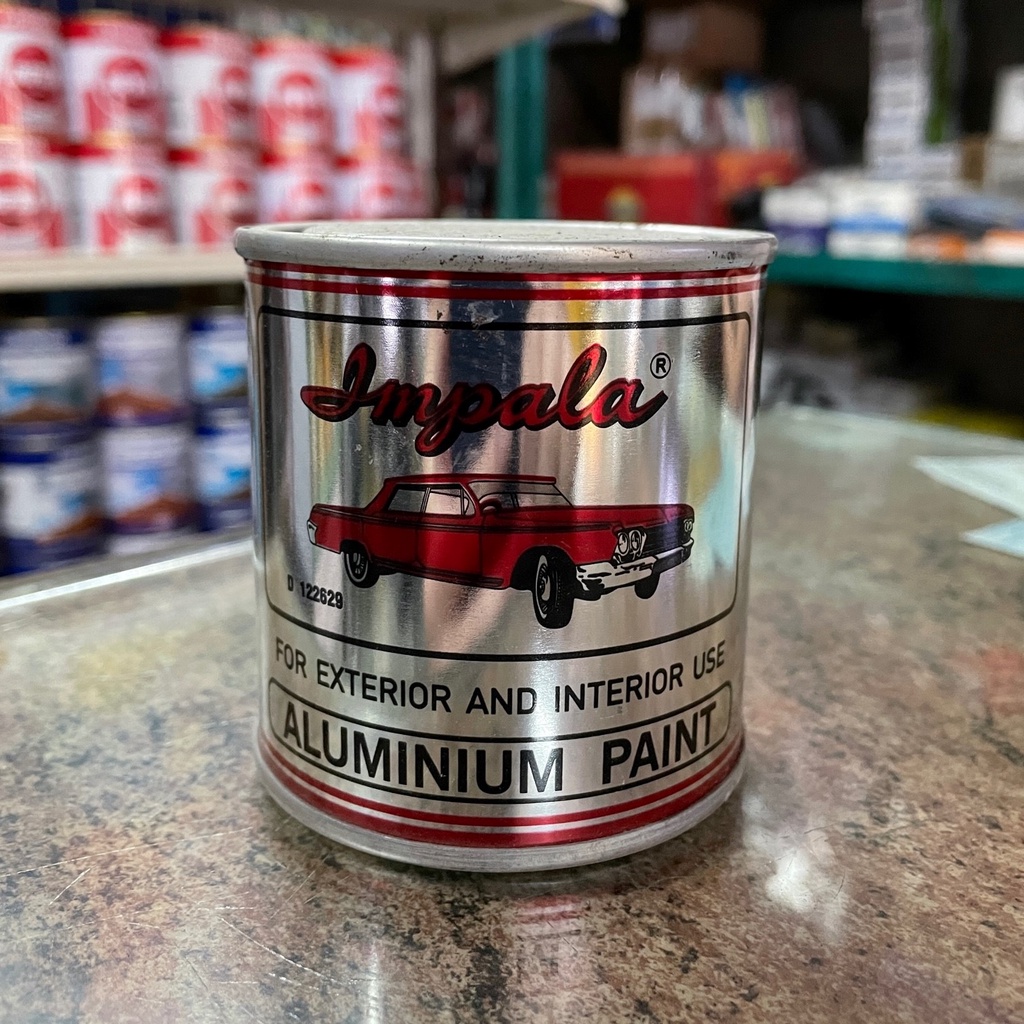 Impala ®
D 122629
FOR EXTERIOR AND INTERIOR USE
ALUMINIUM PAINT